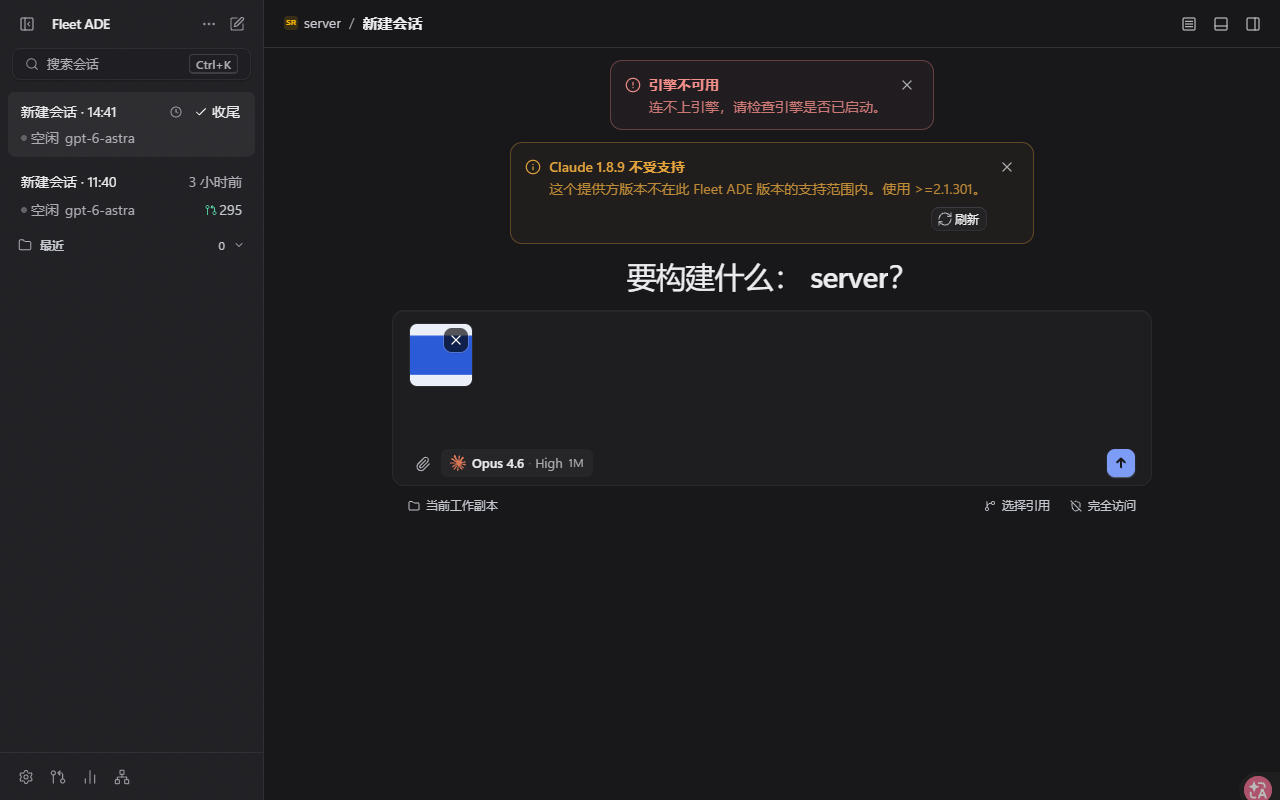 Fleet ADE
搜索会话 Ctrl+K
新建会话 · 14:41 收尾
空闲 gpt-6-astra
新建会话 · 11:40 3 小时前
空闲 gpt-6-astra 295
最近 0
SR server / 新建会话
引擎不可用
连不上引擎，请检查引擎是否已启动。
Claude 1.8.9 不受支持
这个提供方版本不在此 Fleet ADE 版本的支持范围内。使用 >=2.1.301。
刷新
要构建什么： server？
Opus 4.6 · High 1M
当前工作副本 选择引用 完全访问